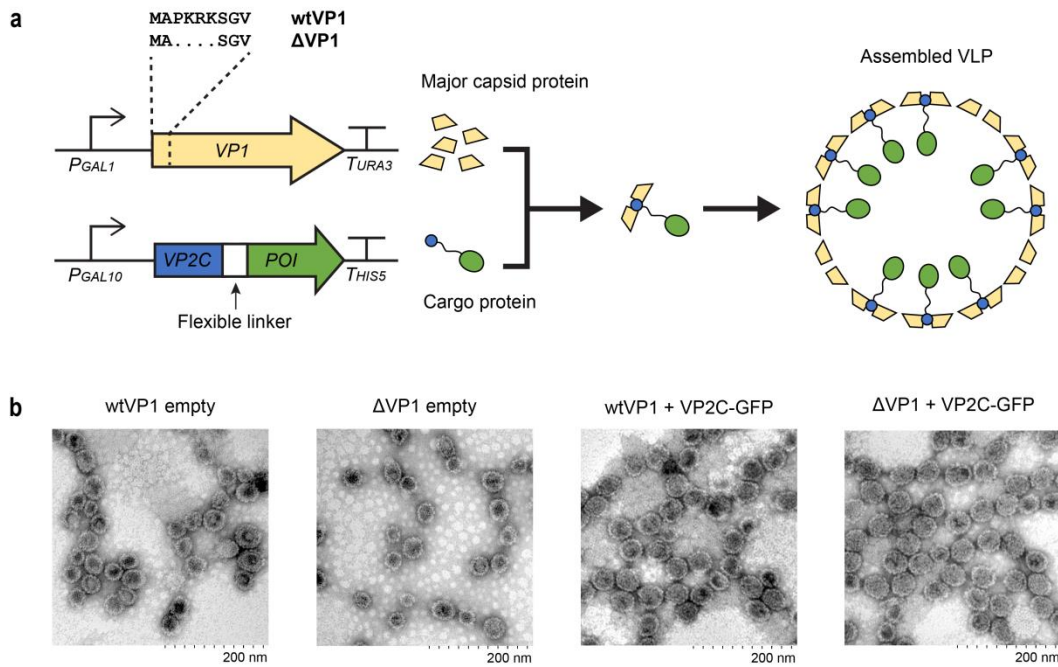 a
MAPKRKSGV wtVP1
MA....SGV ΔVP1
PGAL1 VP1 TURA3
PGAL10 VP2C POI THIS5
Flexible linker
Major capsid protein
Cargo protein
Assembled VLP
b
wtVP1 empty
ΔVP1 empty
wtVP1 + VP2C-GFP
ΔVP1 + VP2C-GFP
200 nm
200 nm
200 nm
200 nm